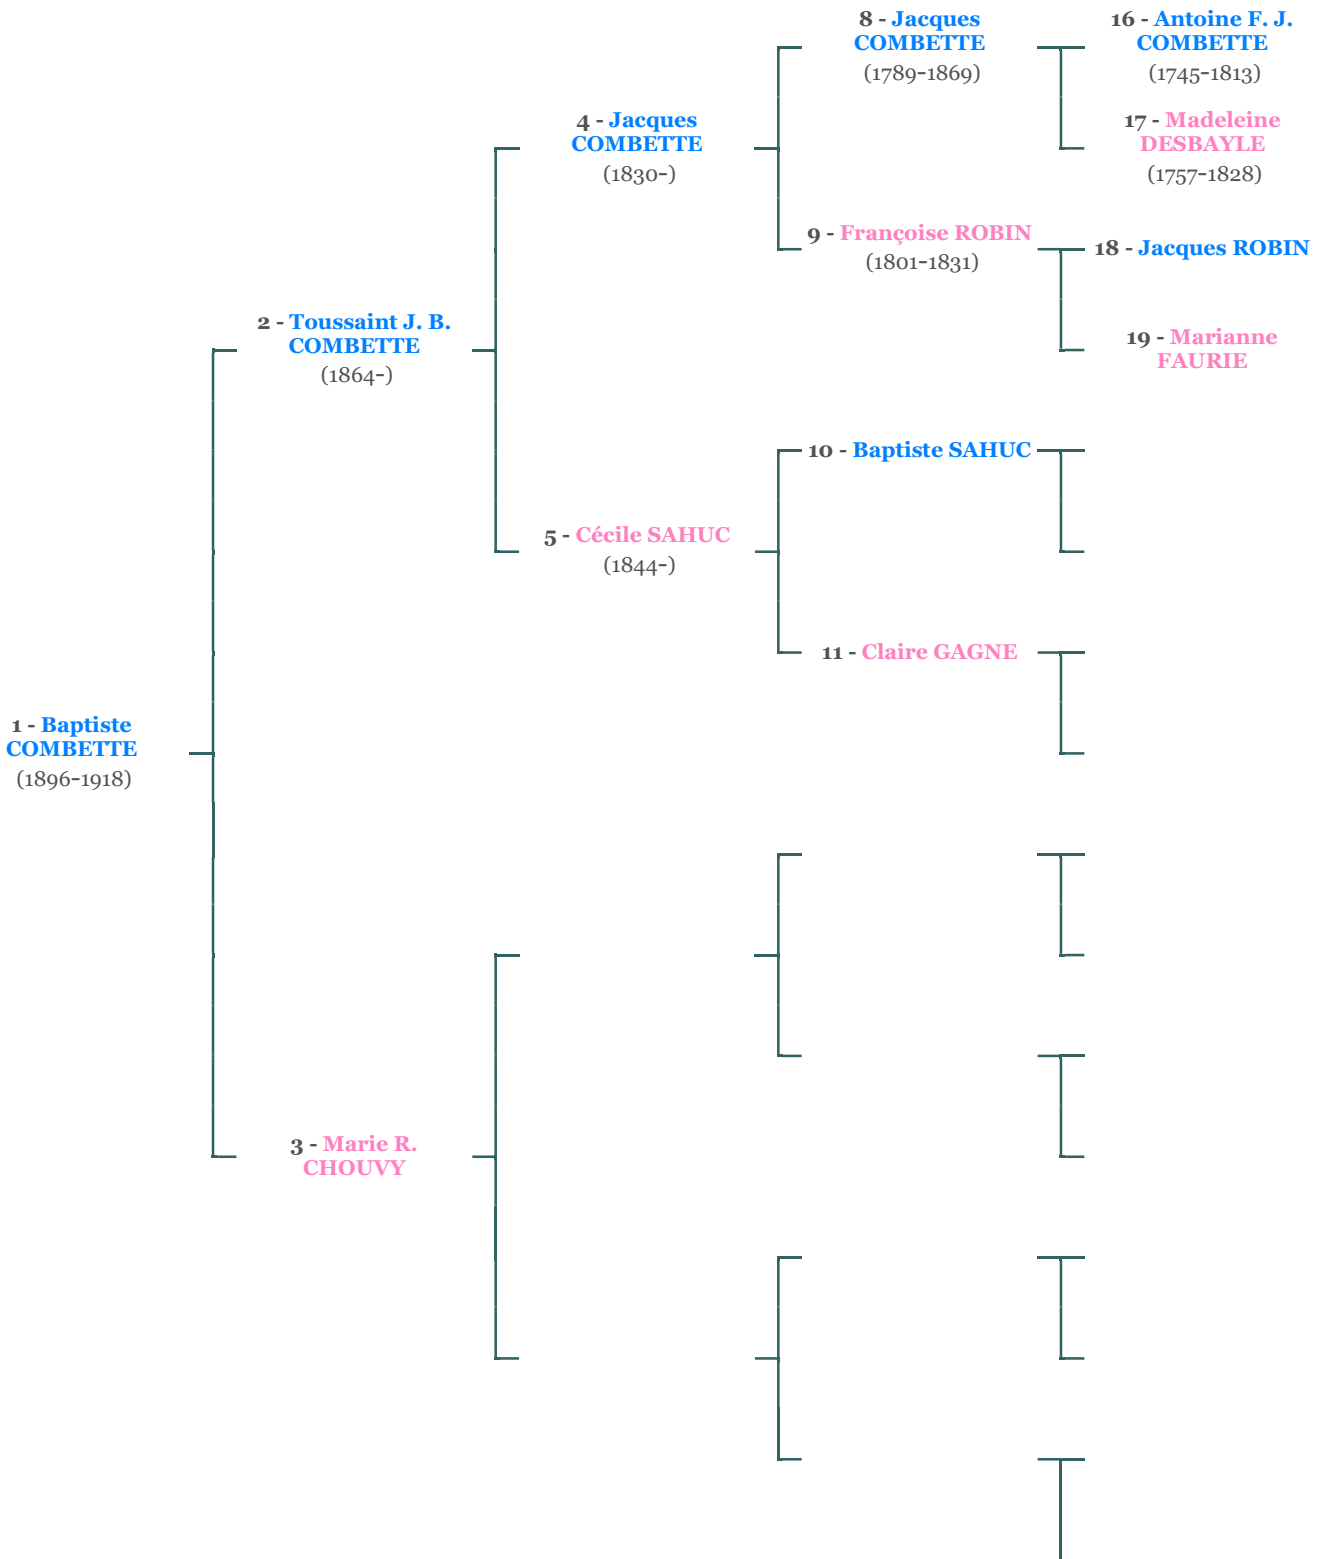 8 - Jacques
COMBETTE
(1789-1869)
16 - Antoine F. J.
COMBETTE
(1745-1813)
4 - Jacques
COMBETTE
(1830-)
17 - Madeleine
DESBAYLE
(1757-1828)
9 - Françoise ROBIN
(1801-1831)
18 - Jacques ROBIN
2 - Toussaint J. B.
COMBETTE
(1864-)
19 - Marianne
FAURIE
10 - Baptiste SAHUC
5 - Cécile SAHUC
(1844-)
11 - Claire GAGNE
1 - Baptiste
COMBETTE
(1896-1918)
3 - Marie R.
CHOUVY